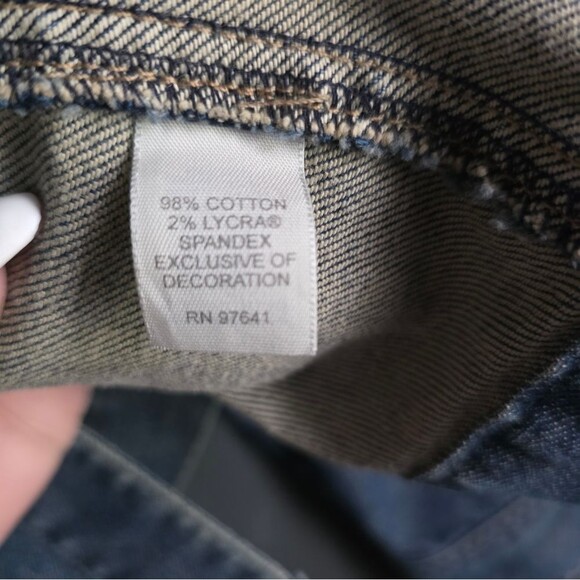 98% COTTON
2% LYCRA®
SPANDEX
EXCLUSIVE OF
DECORATION
RN 97641